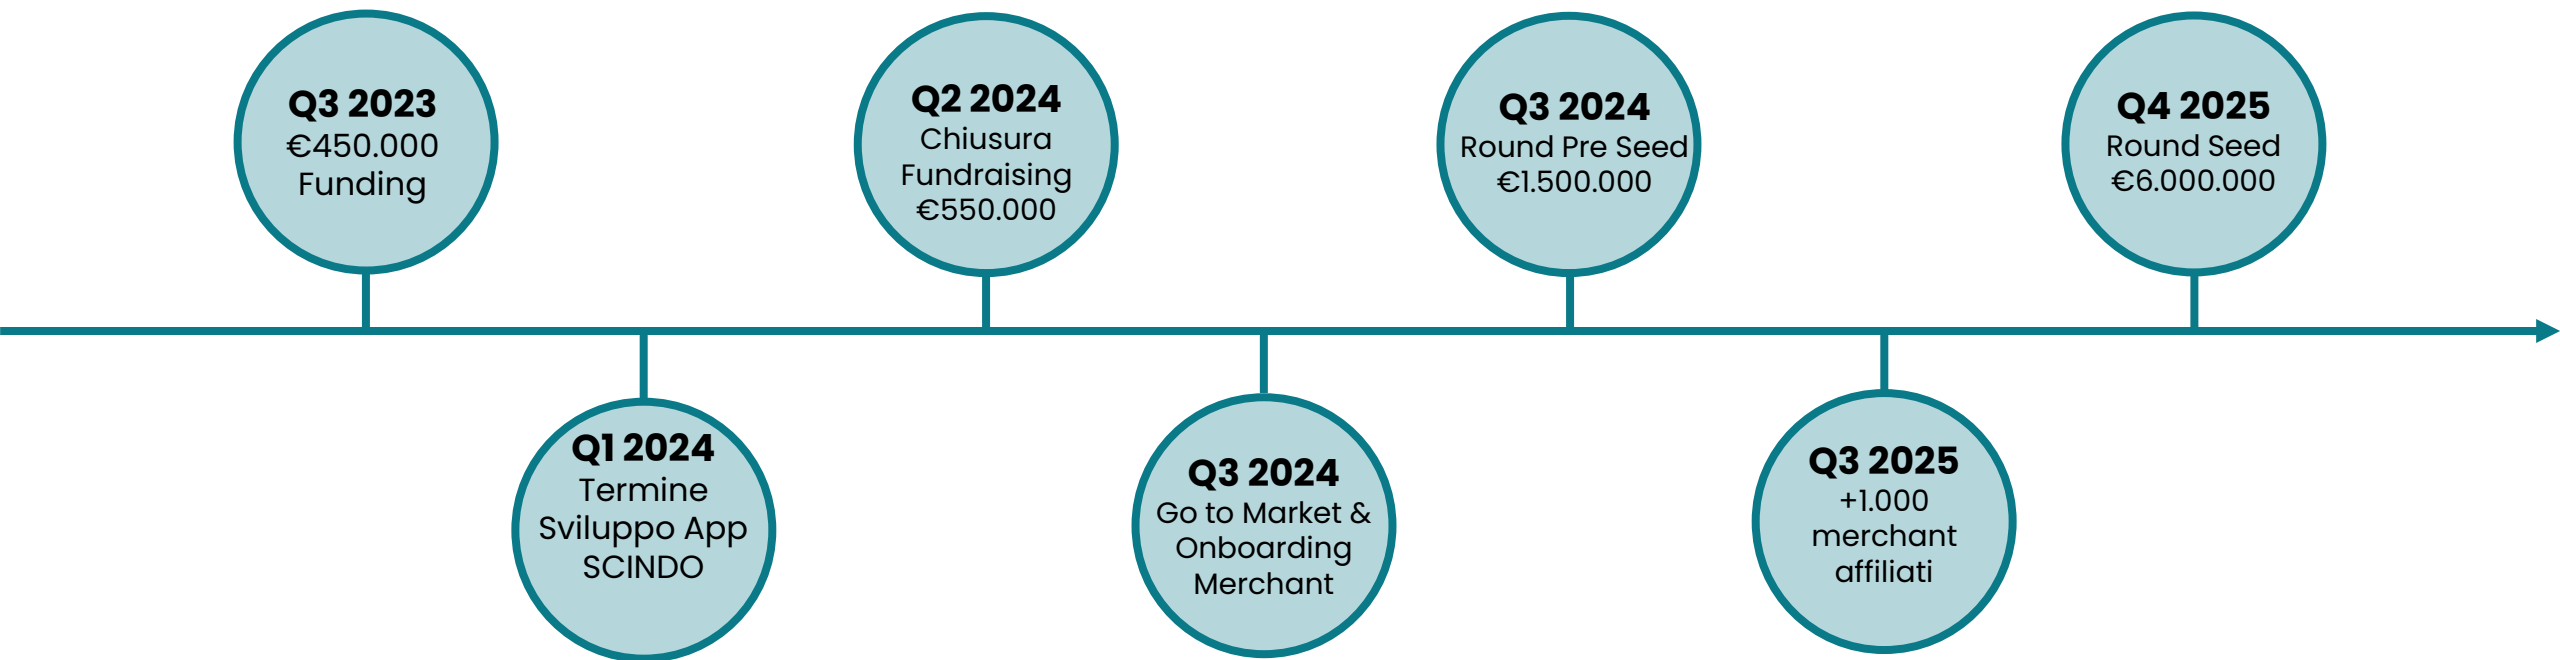 Q3 2023
€450.000
Funding
Q1 2024
Termine
Sviluppo App
SCINDO
Q2 2024
Chiusura
Fundraising
€550.000
Q3 2024
Go to Market &
Onboarding
Merchant
Q3 2024
Round Pre Seed
€1.500.000
Q3 2025
+1.000
merchant
affiliati
Q4 2025
Round Seed
€6.000.000